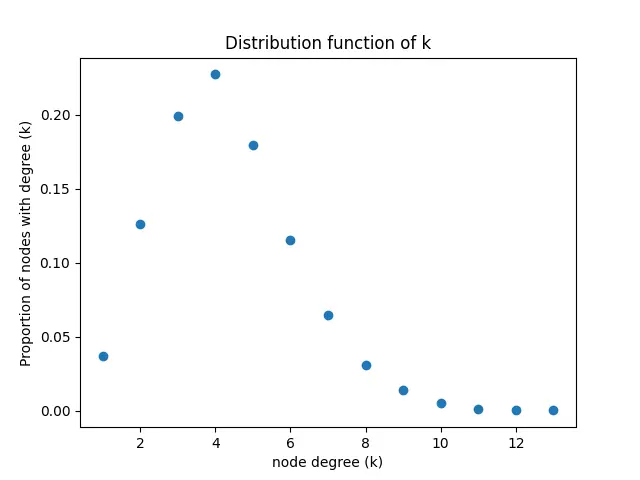 Distribution function of k
Proportion of nodes with degree (k)
0.20
0.15
0.10
0.05
0.00
2 4 6 8 10 12
node degree (k)